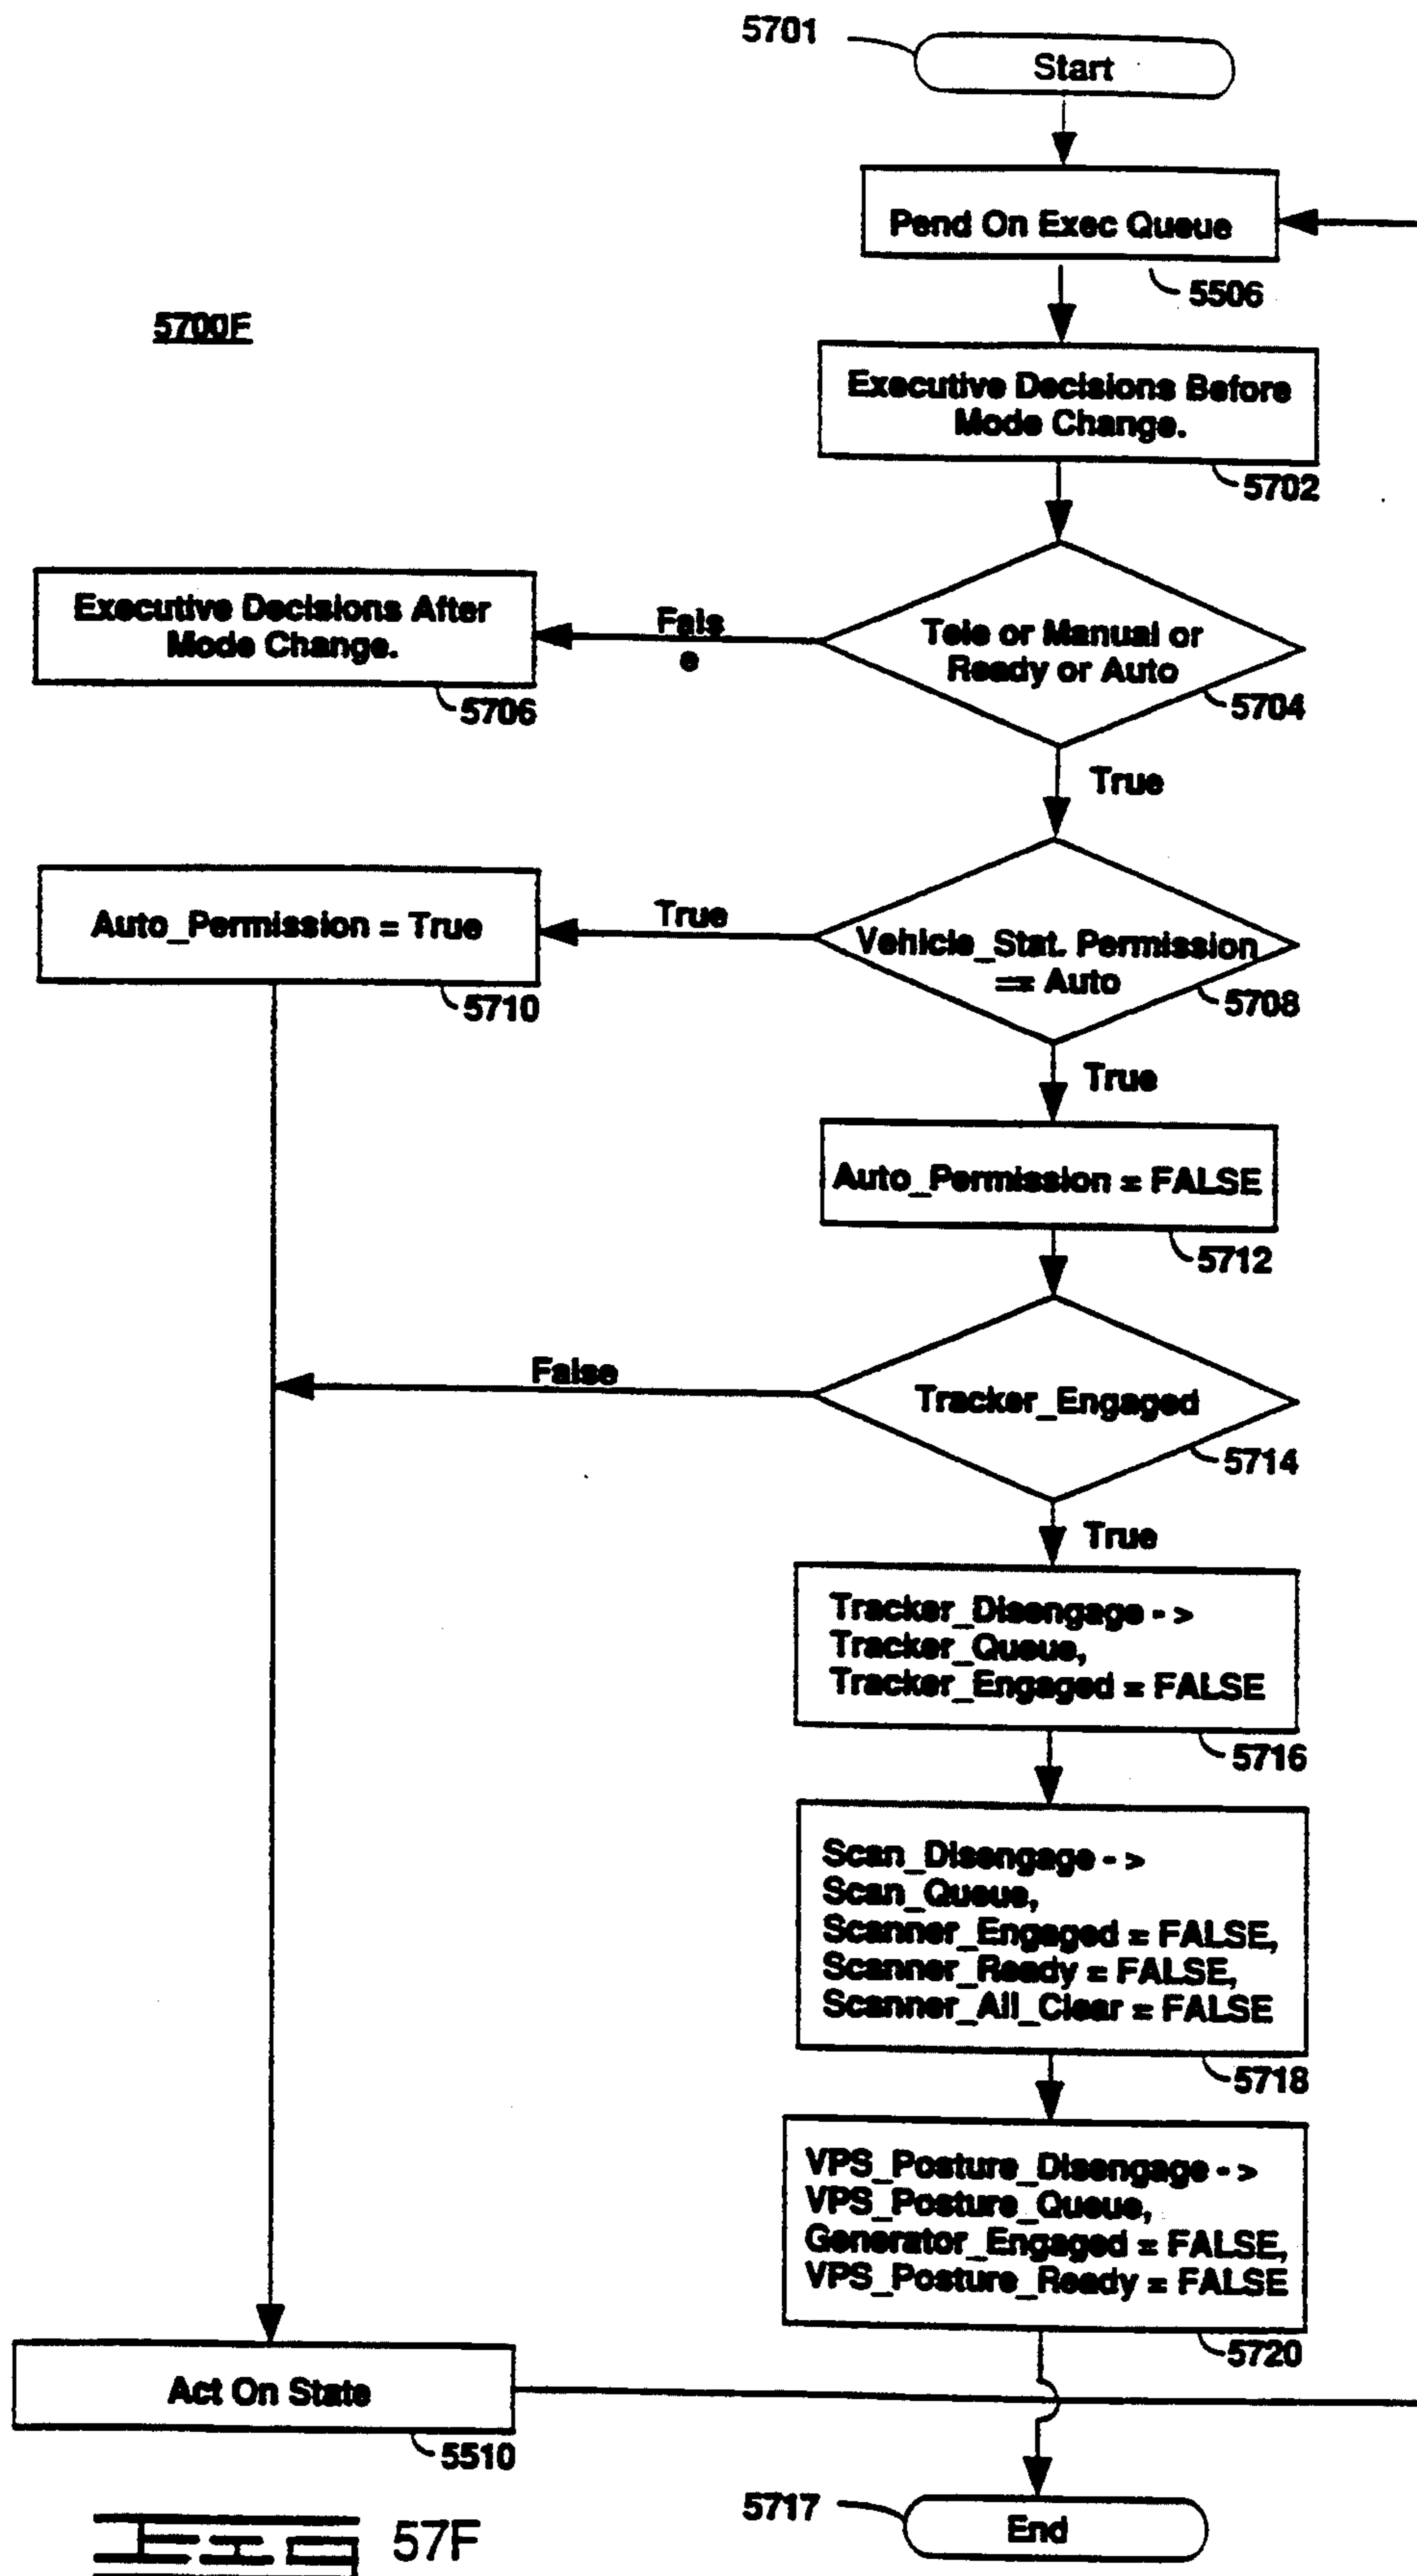 5701
Start
Pend On Exec Queue
5506
5700F
Executive Decisions Before
Mode Change.
5702
Executive Decisions After
Mode Change.
5706
Fals
e
Tele or Manual or
Ready or Auto
5704
True
Auto_Permission = True
5710
True
Vehicle_Stat. Permission
== Auto
5708
True
Auto_Permission = FALSE
5712
False
Tracker_Engaged
5714
True
Tracker_Disengage - >
Tracker_Queue,
Tracker_Engaged = FALSE
5716
Scan_Disengage - >
Scan_Queue,
Scanner_Engaged = FALSE,
Scanner_Ready = FALSE,
Scanner_All_Clear = FALSE
5718
VPS_Posture_Disengage - >
VPS_Posture_Queue,
Generator_Engaged = FALSE,
VPS_Posture_Ready = FALSE
5720
Act On State
5510
5717
End
57F